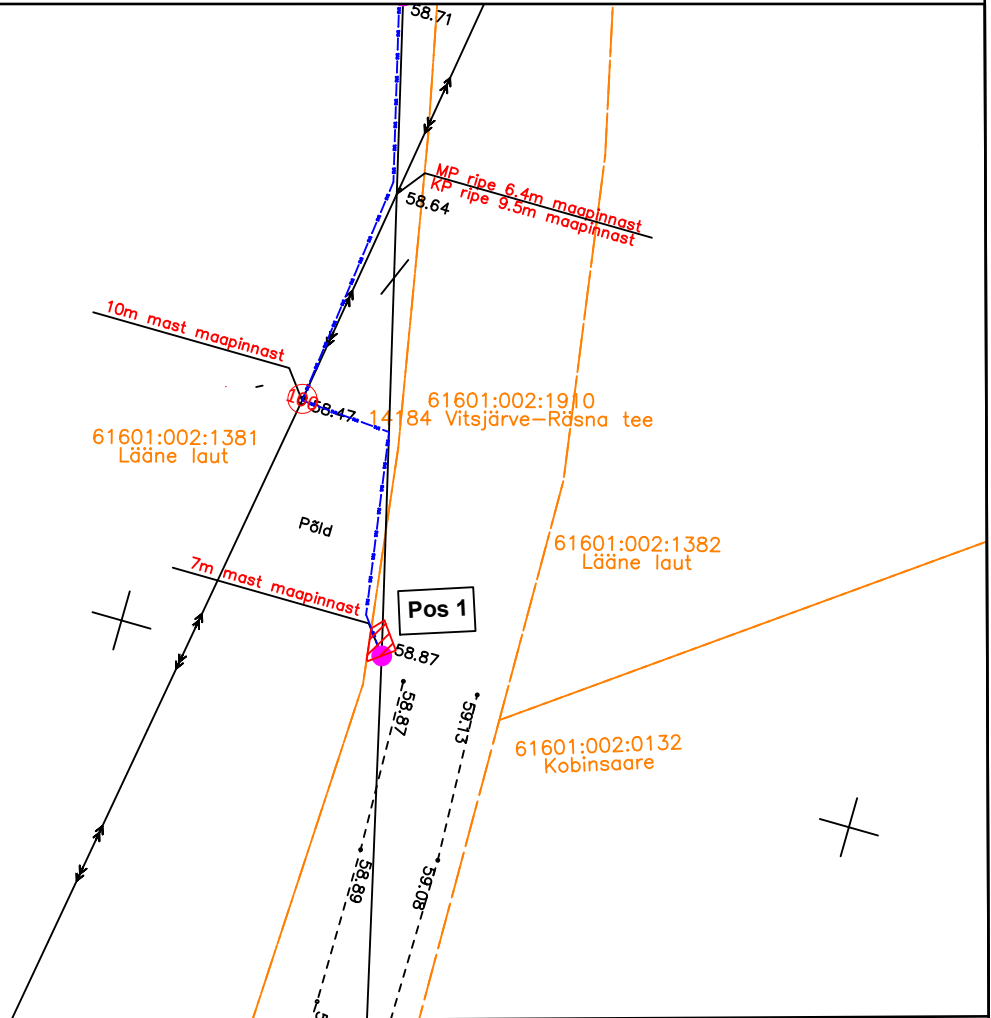 58.71
MP ripe 6.4m maapinnast
KP ripe 9.5m maapinnast
58.64
10m mast maapinnast
58.47
61601:002:1910
14184 Vitsjärve-Räsna tee
61601:002:1381
Lääne laut
Põld
61601:002:1382
Lääne laut
7m mast maapinnast
Pos 1
58.87
58.87
59.13
61601:002:0132
Kobinsaare
58.89
59.08